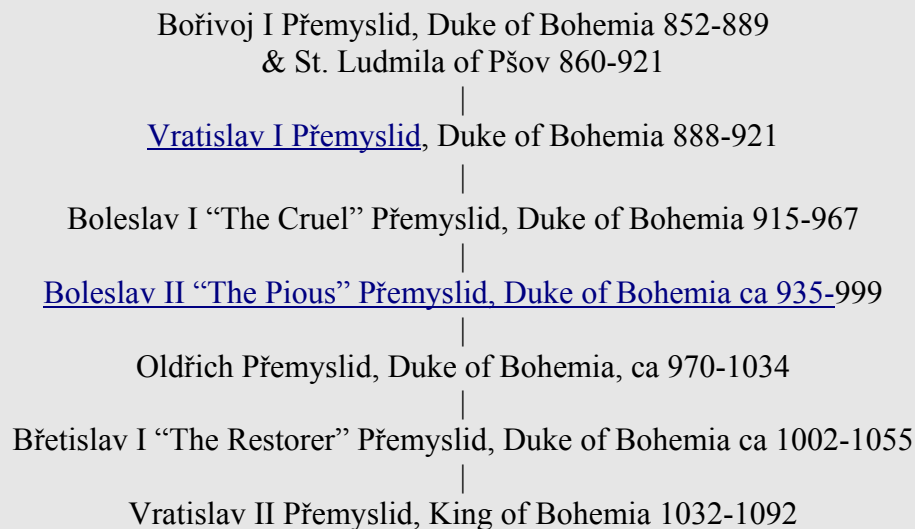 Bořivoj I Přemyslid, Duke of Bohemia 852-889
& St. Ludmila of Pšov 860-921
|
Vratislav I Přemyslid, Duke of Bohemia 888-921
|
Boleslav I “The Cruel” Přemyslid, Duke of Bohemia 915-967
|
Boleslav II “The Pious” Přemyslid, Duke of Bohemia ca 935-999
|
Oldřich Přemyslid, Duke of Bohemia, ca 970-1034
|
Břetislav I “The Restorer” Přemyslid, Duke of Bohemia ca 1002-1055
|
Vratislav II Přemyslid, King of Bohemia 1032-1092